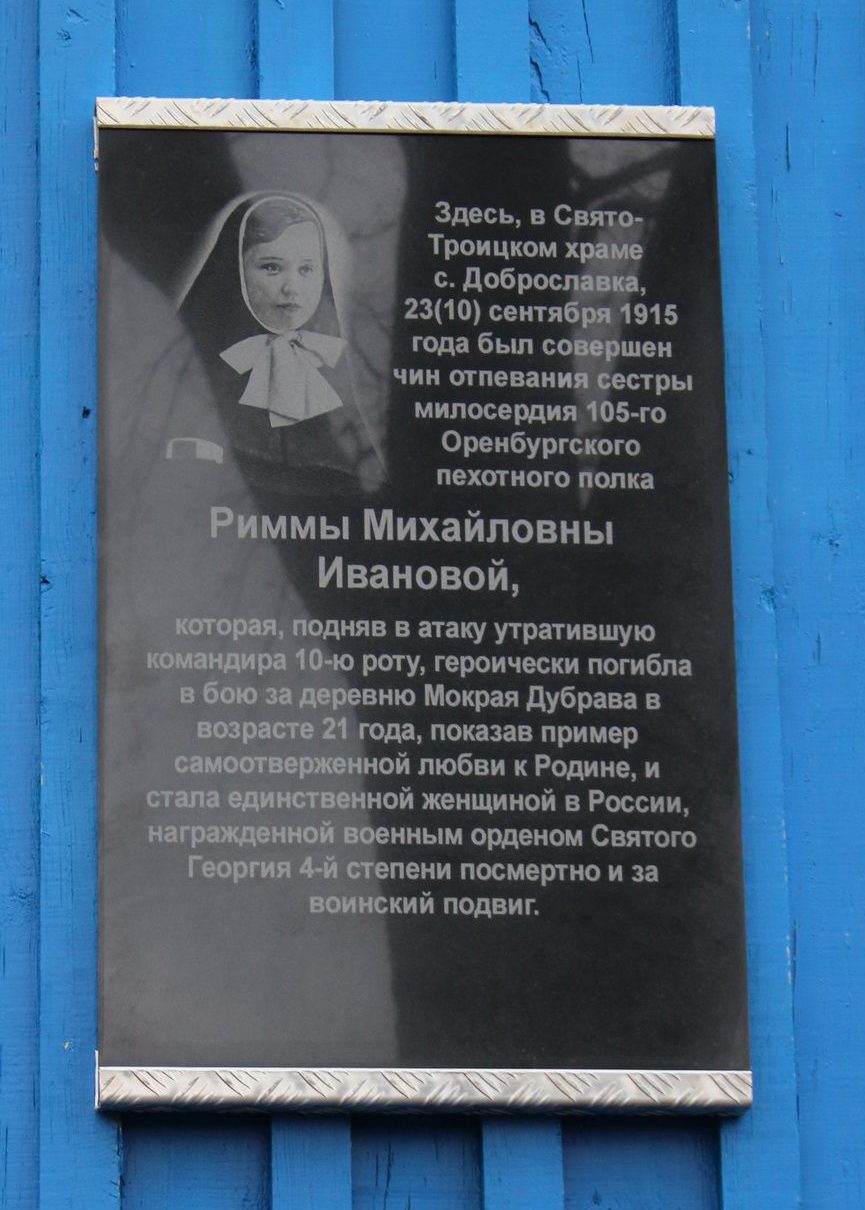 Здесь, в Свято-
Троицком храме
с. Доброславка,
23(10) сентября 1915
года был совершен
чин отпевания сестры
милосердия 105-го
Оренбургского
пехотного полка
Риммы Михайловны
Ивановой,
которая, подняв в атаку утратившую
командира 10-ю роту, героически погибла
в бою за деревню Мокрая Дубрава в
возрасте 21 года, показав пример
самоотверженной любви к Родине, и
стала единственной женщиной в России,
награжденной военным орденом Святого
Георгия 4-й степени посмертно и за
воинский подвиг.